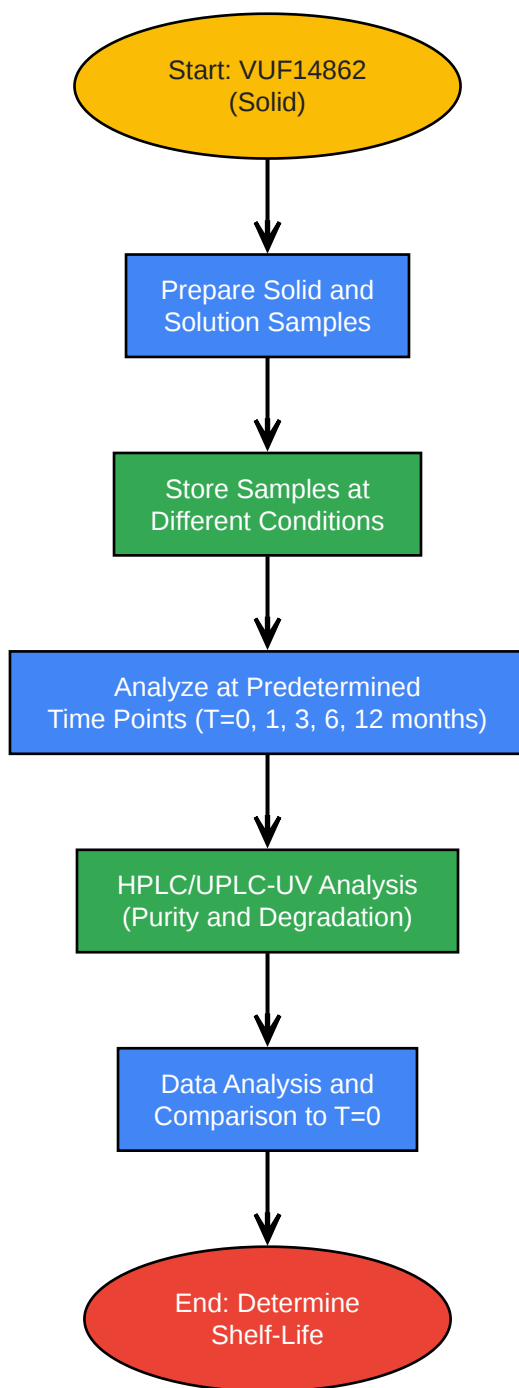 Start: VUF14862
(Solid)
Prepare Solid and
Solution Samples
Store Samples at
Different Conditions
Analyze at Predetermined
Time Points (T=0, 1, 3, 6, 12 months)
HPLC/UPLC-UV Analysis
(Purity and Degradation)
Data Analysis and
Comparison to T=0
End: Determine
Shelf-Life